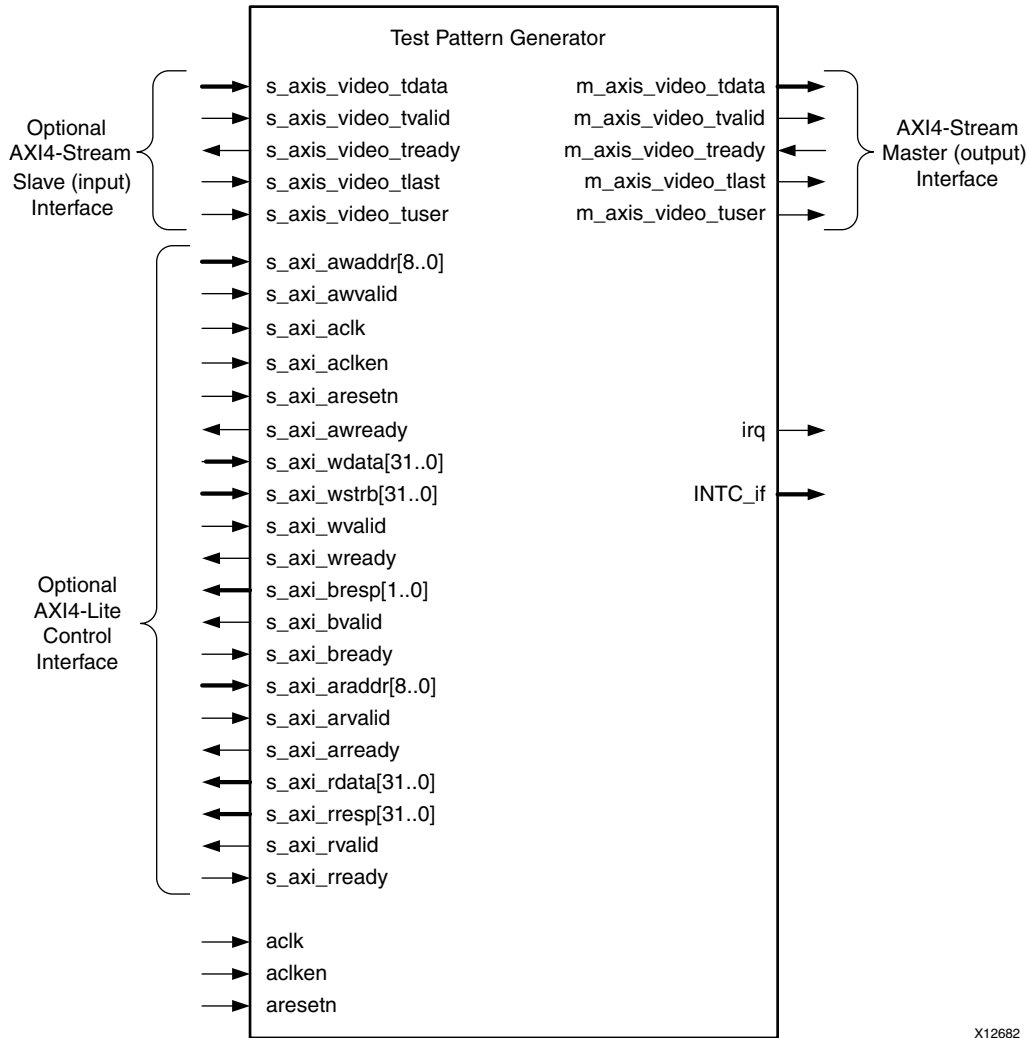 Test Pattern Generator
Optional
AXI4-Stream
Slave (input)
Interface
s_axis_video_tdata
s_axis_video_tvalid
s_axis_video_tready
s_axis_video_tlast
s_axis_video_tuser
m_axis_video_tdata
m_axis_video_tvalid
m_axis_video_tready
m_axis_video_tlast
m_axis_video_tuser
AXI4-Stream
Master (output)
Interface
Optional
AXI4-Lite
Control
Interface
s_axi_awaddr[8..0]
s_axi_awvalid
s_axi_aclk
s_axi_aclken
s_axi_aresetn
s_axi_awready
s_axi_wdata[31..0]
s_axi_wstrb[31..0]
s_axi_wvalid
s_axi_wready
s_axi_bresp[1..0]
s_axi_bvalid
s_axi_bready
s_axi_araddr[8..0]
s_axi_arvalid
s_axi_arready
s_axi_rdata[31..0]
s_axi_rresp[31..0]
s_axi_rvalid
s_axi_rready
irq
INTC_if
aclk
aclken
aresetn
X12682